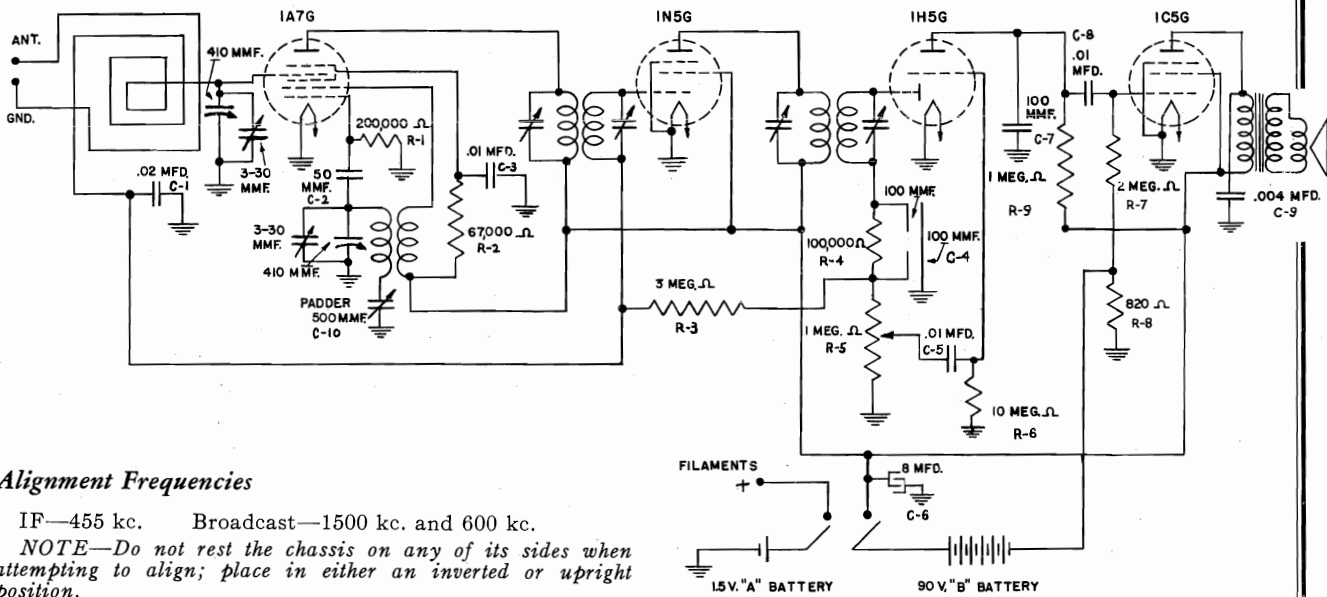 1A7G
1N5G
1H5G
1C5G
ANT.
GND.
410 MMF.
3-30
MMF.
.02 MFD.
C-1
200,000 Ω
R-1
50
MMF.
C-2
3-30
MMF.
410 MMF.
PADDER
500 MMF.
C-10
.01 MFD.
C-3
67,000 Ω
R-2
3 MEG. Ω
R-3
100 MMF.
100,000 Ω
R-4
100 MMF.
C-4
1 MEG. Ω
R-5
.01 MFD.
C-5
10 MEG. Ω
R-6
100
MMF.
C-7
C-8
.01
MFD.
1 MEG. Ω
R-9
2 MEG. Ω
R-7
820 Ω
R-8
.004 MFD.
C-9
FILAMENTS
+
8 MFD.
C-6
1.5 V. "A" BATTERY
90 V. "B" BATTERY
Alignment Frequencies
IF—455 kc. Broadcast—1500 kc. and 600 kc.
NOTE—Do not rest the chassis on any of its sides when
attempting to align; place in either an inverted or upright
position.